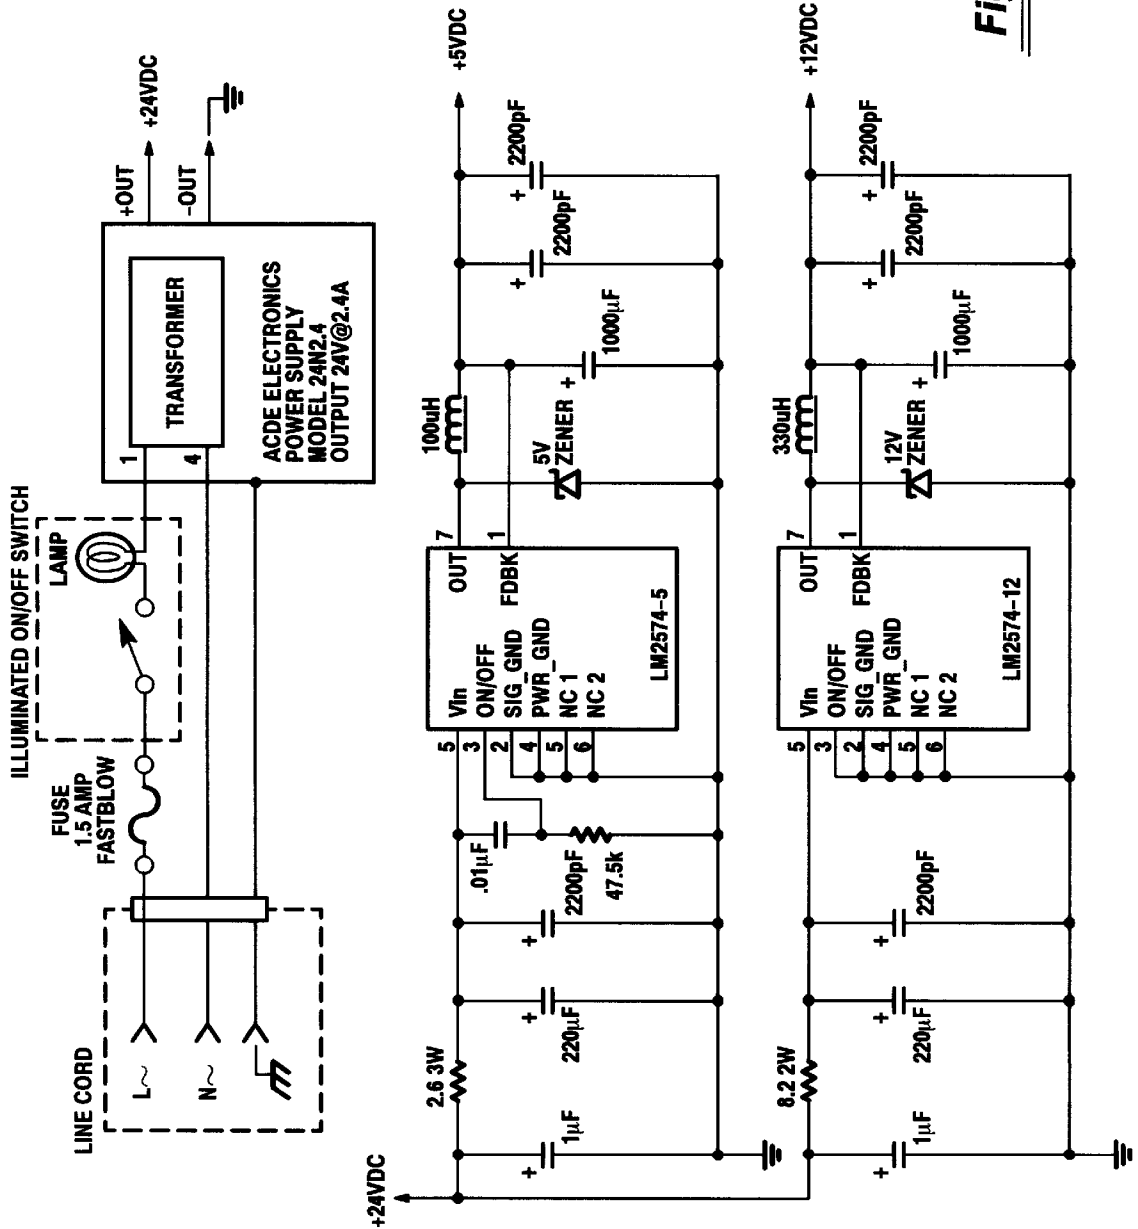 ILLUMINATED ON/OFF SWITCH
LAMP
FUSE
1.5 AMP
FASTBLOW
LINE CORD
L~
N~
1
4
TRANSFORMER
ACDE ELECTRONICS
POWER SUPPLY
MODEL 24N2.4
OUTPUT 24V@2.4A
+OUT
+24VDC
-OUT
+24VDC
1µF
+
2.6 3W
220µF
+
2200pF
+
.01µF
47.5k
5
3
2
4
5
6
Vin
ON/OFF
SIG_GND
PWR_GND
NC 1
NC 2
OUT
FDBK
LM2574-5
7
1
100uH
5V
ZENER
+
1000µF
+
2200pF
+
2200pF
+5VDC
+
1µF
8.2 2W
+
220µF
+
2200pF
5
3
2
4
5
6
Vin
ON/OFF
SIG_GND
PWR_GND
NC 1
NC 2
OUT
FDBK
LM2574-12
7
1
330uH
12V
ZENER
+
1000µF
+
2200pF
+
2200pF
+12VDC